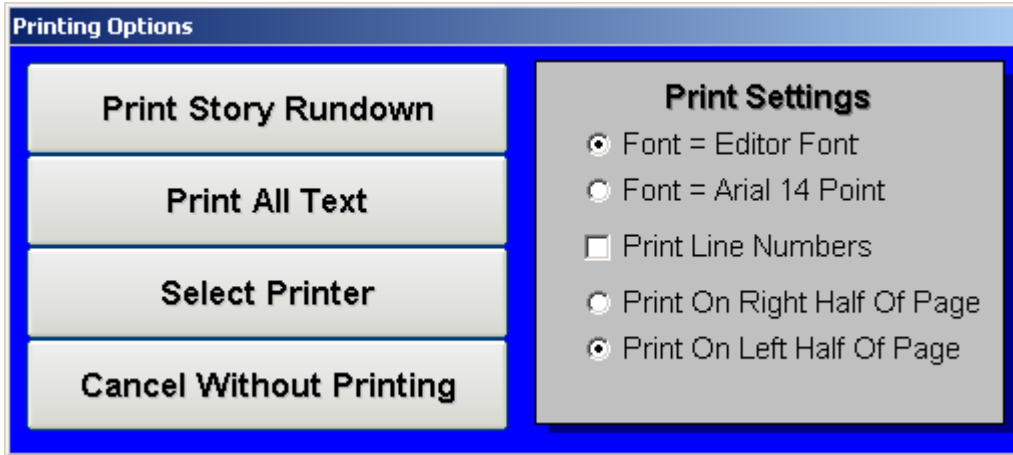 Printing Options
Print Story Rundown
Print All Text
Select Printer
Cancel Without Printing
Print Settings
Font = Editor Font
Font = Arial 14 Point
Print Line Numbers
Print On Right Half Of Page
Print On Left Half Of Page